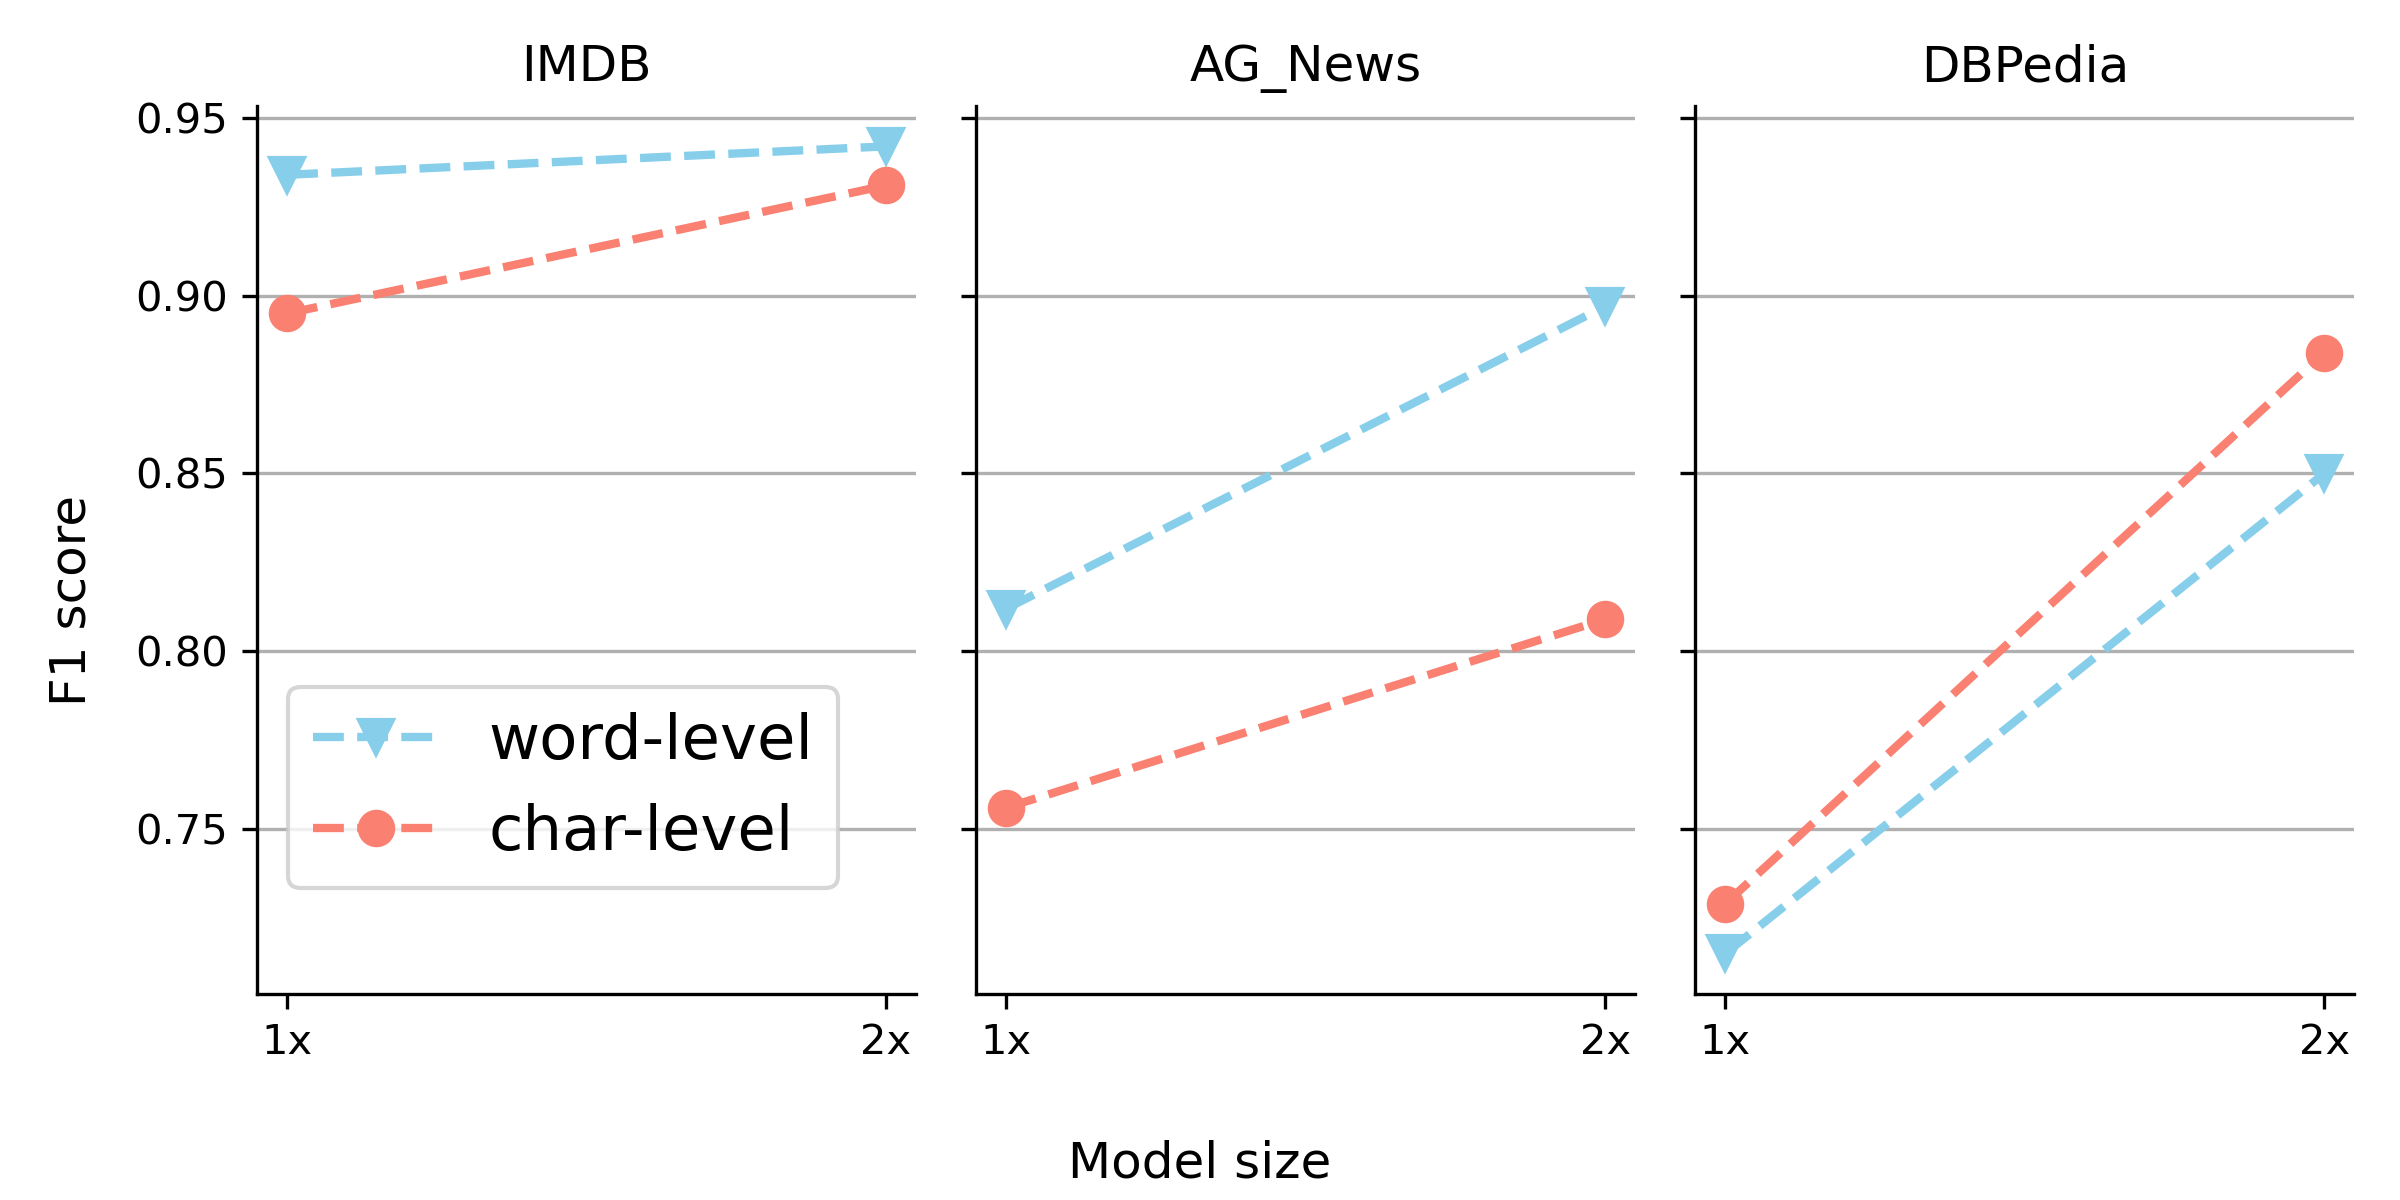 IMDB
AG_News
DBPedia
0.95
0.90
0.85
0.80
0.75
F1 score
word-level
char-level
1x
2x
1x
2x
1x
2x
Model size